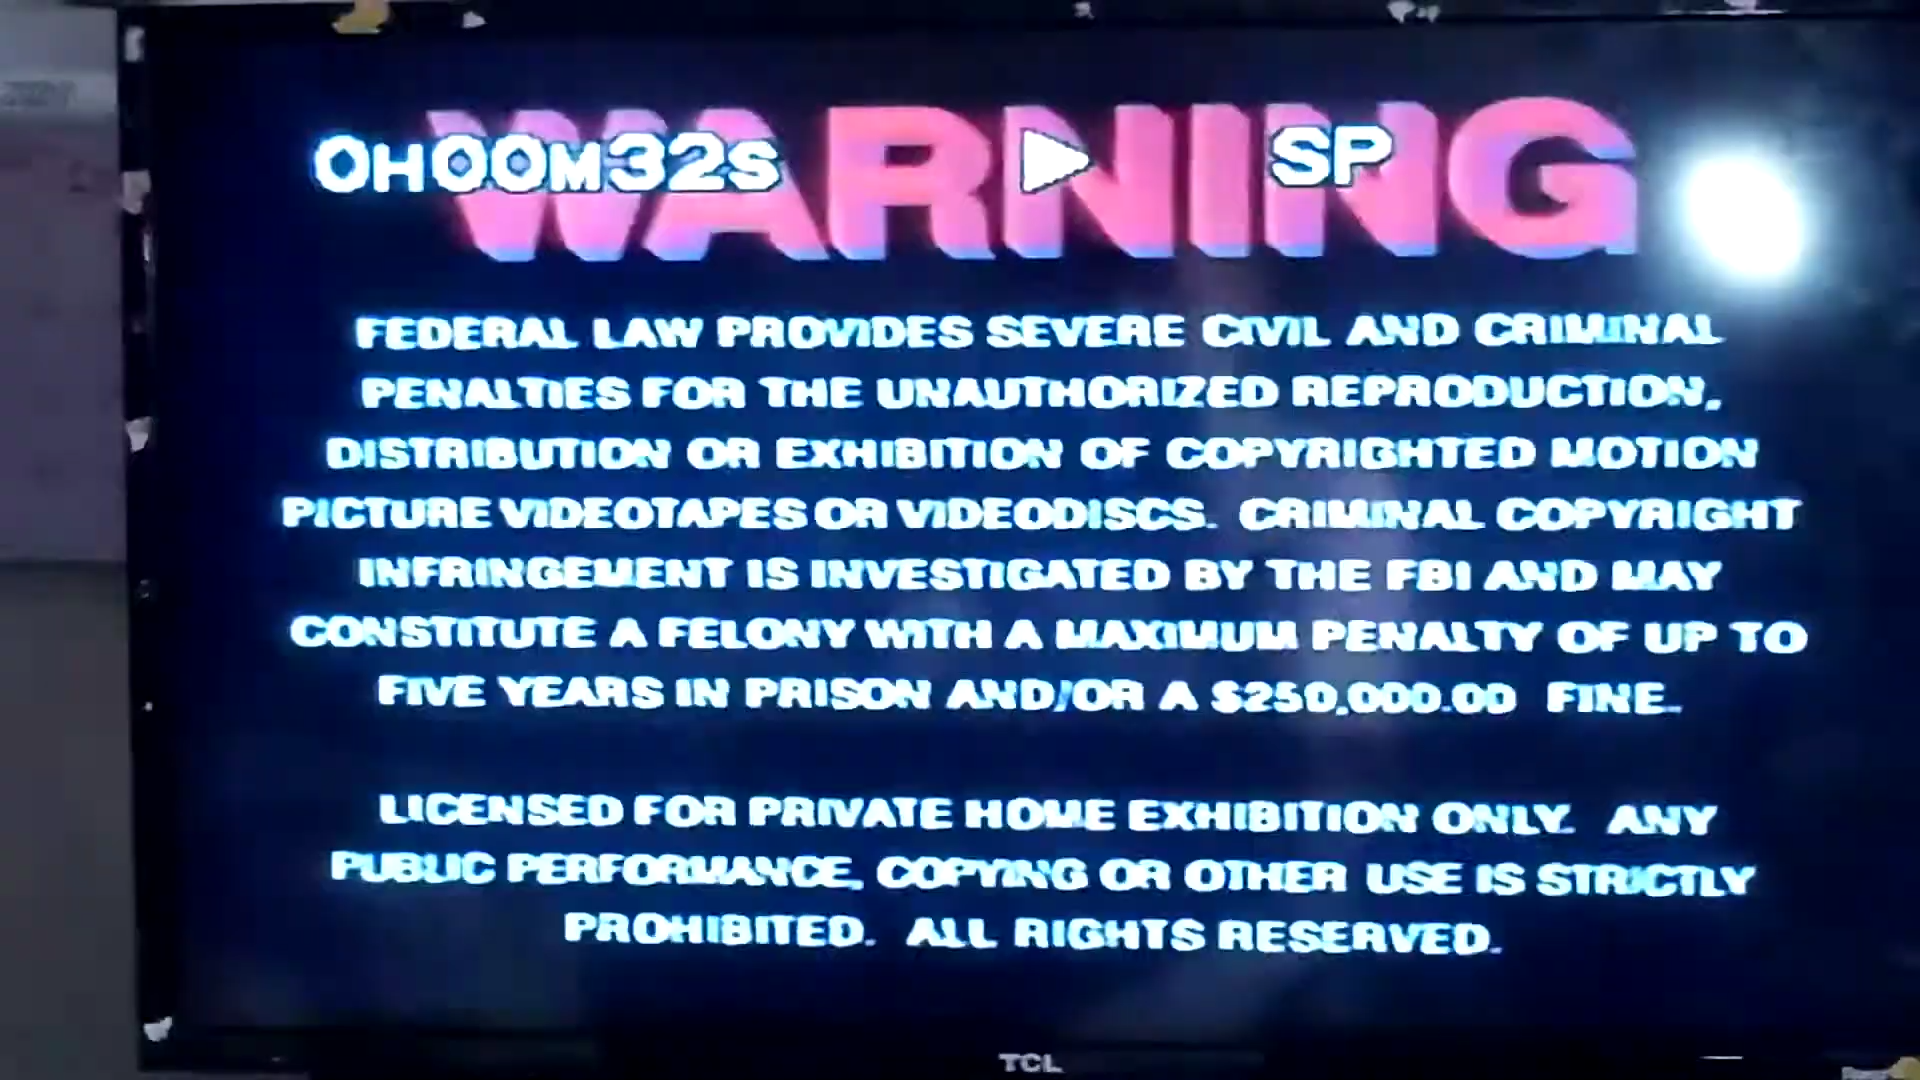 WARNING
0H00M32S ▶ SP
FEDERAL LAW PROVIDES SEVERE CIVIL AND CRIMINAL
PENALTIES FOR THE UNAUTHORIZED REPRODUCTION,
DISTRIBUTION OR EXHIBITION OF COPYRIGHTED MOTION
PICTURE VIDEOTAPES OR VIDEODISCS. CRIMINAL COPYRIGHT
INFRINGEMENT IS INVESTIGATED BY THE FBI AND MAY
CONSTITUTE A FELONY WITH A MAXIMUM PENALTY OF UP TO
FIVE YEARS IN PRISON AND/OR A $250,000.00 FINE.
LICENSED FOR PRIVATE HOME EXHIBITION ONLY. ANY
PUBLIC PERFORMANCE, COPYING OR OTHER USE IS STRICTLY
PROHIBITED. ALL RIGHTS RESERVED.
TCL